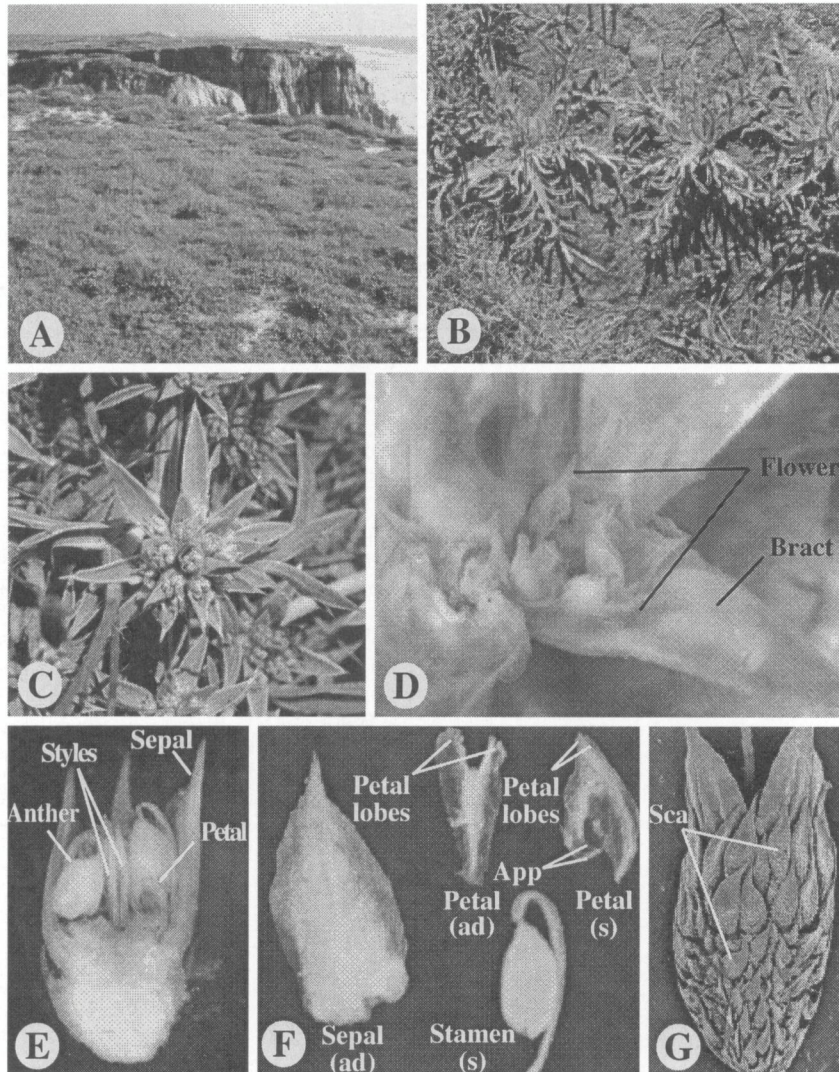 A
B
C
Flower
Bract
D
Styles
Sepal
Anther
Petal
E
Petal
lobes
Petal
lobes
App
Petal
(ad)
Petal
(s)
Sepal
(ad)
Stamen
(s)
F
Sca
G